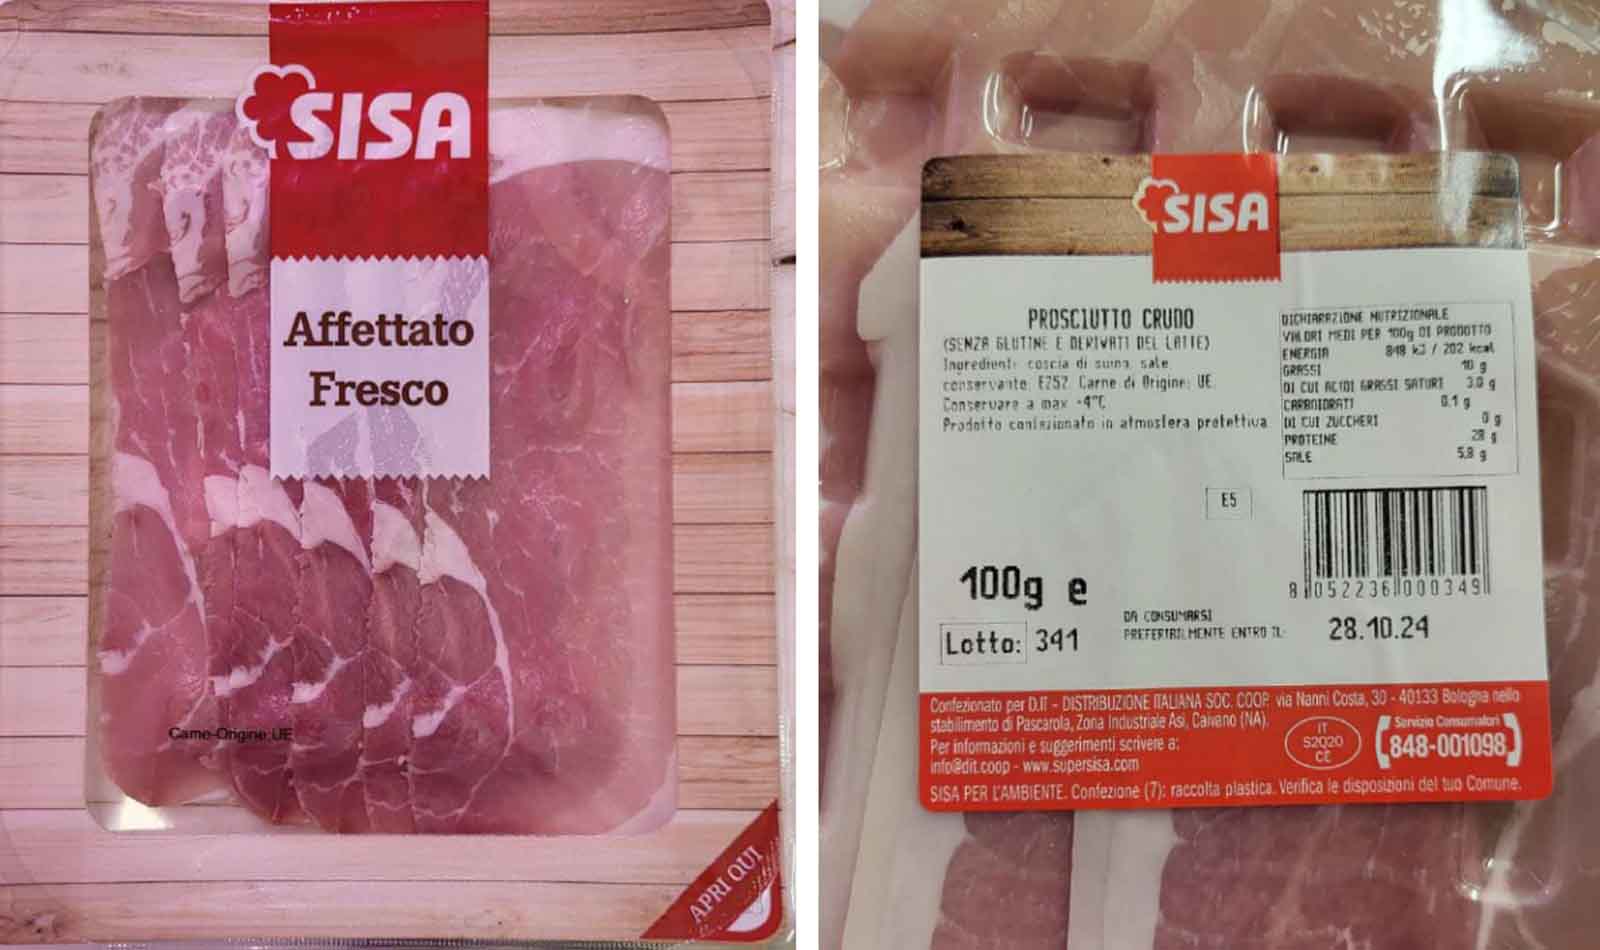 SISA
Affettato
Fresco
Carne-Origine:UE
APRI QUI
SISA
PROSCIUTTO CRUDO
(SENZA GLUTINE E DERIVATI DEL LATTE)
Ingredienti: coscia di suino, sale,
conservante: E252. Carne di Origine: UE.
Conservare a max +4°C
Prodotto confezionato in atmosfera protettiva
DICHIARAZIONE NUTRIZIONALE
VALORI MEDI PER 100g DI PRODOTTO
ENERGIA 848 kJ / 202 kcal
GRASSI 10 g
DI CUI ACIDI GRASSI SATURI 3,0 g
CARBOIDRATI 0.1 g
DI CUI ZUCCHERI 0 g
PROTEINE 28 g
SALE 5,8 g
E5
8 052236 000349
100g e
Lotto: 341
DA CONSUMARSI
PREFERIBILMENTE ENTRO IL:
28.10.24
Confezionato per D.IT - DISTRIBUZIONE ITALIANA SOC. COOP. via Nanni Costa, 30 - 40133 Bologna nello
stabilimento di Pascarola, Zona Industriale Asi, Caivano (NA).
Per informazioni e suggerimenti scrivere a:
info@dit.coop - www.supersisa.com
IT
S2020
CE
Servizio Consumatori
848-001098
SISA PER L'AMBIENTE. Confezione (7): raccolta plastica. Verifica le disposizioni del tuo Comune.